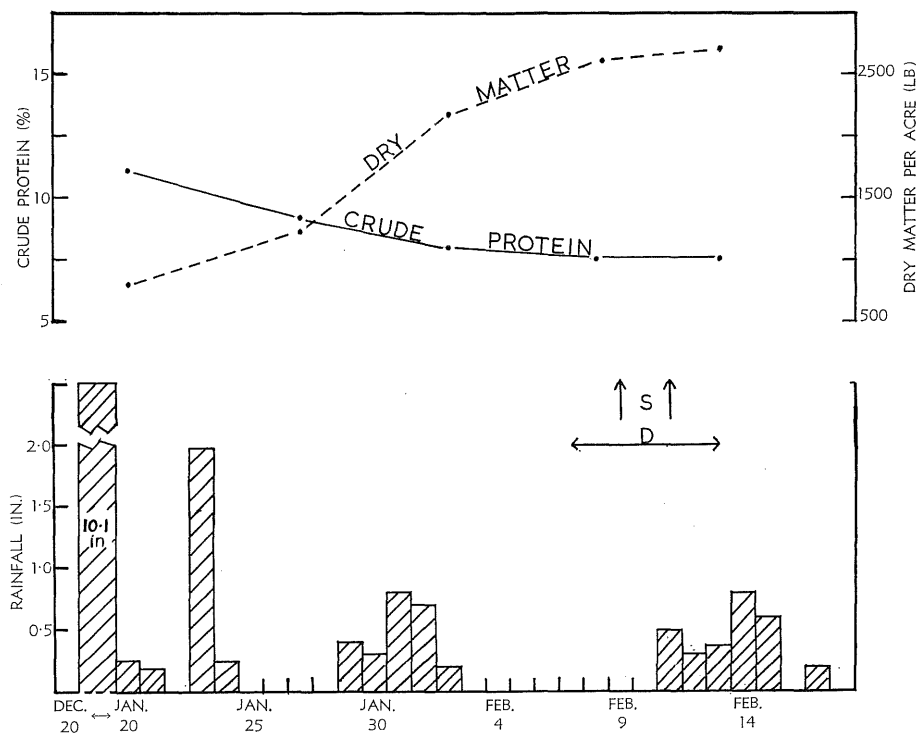 CRUDE PROTEIN (%)
15
10
5
DRY MATTER
CRUDE PROTEIN
2500
1500
500
DRY MATTER PER ACRE (LB)
RAINFALL (IN.)
2·0
1·5
1·0
0·5
10·1
in
S
D
DEC. JAN. JAN. JAN. FEB. FEB. FEB.
20 20 25 30 4 9 14